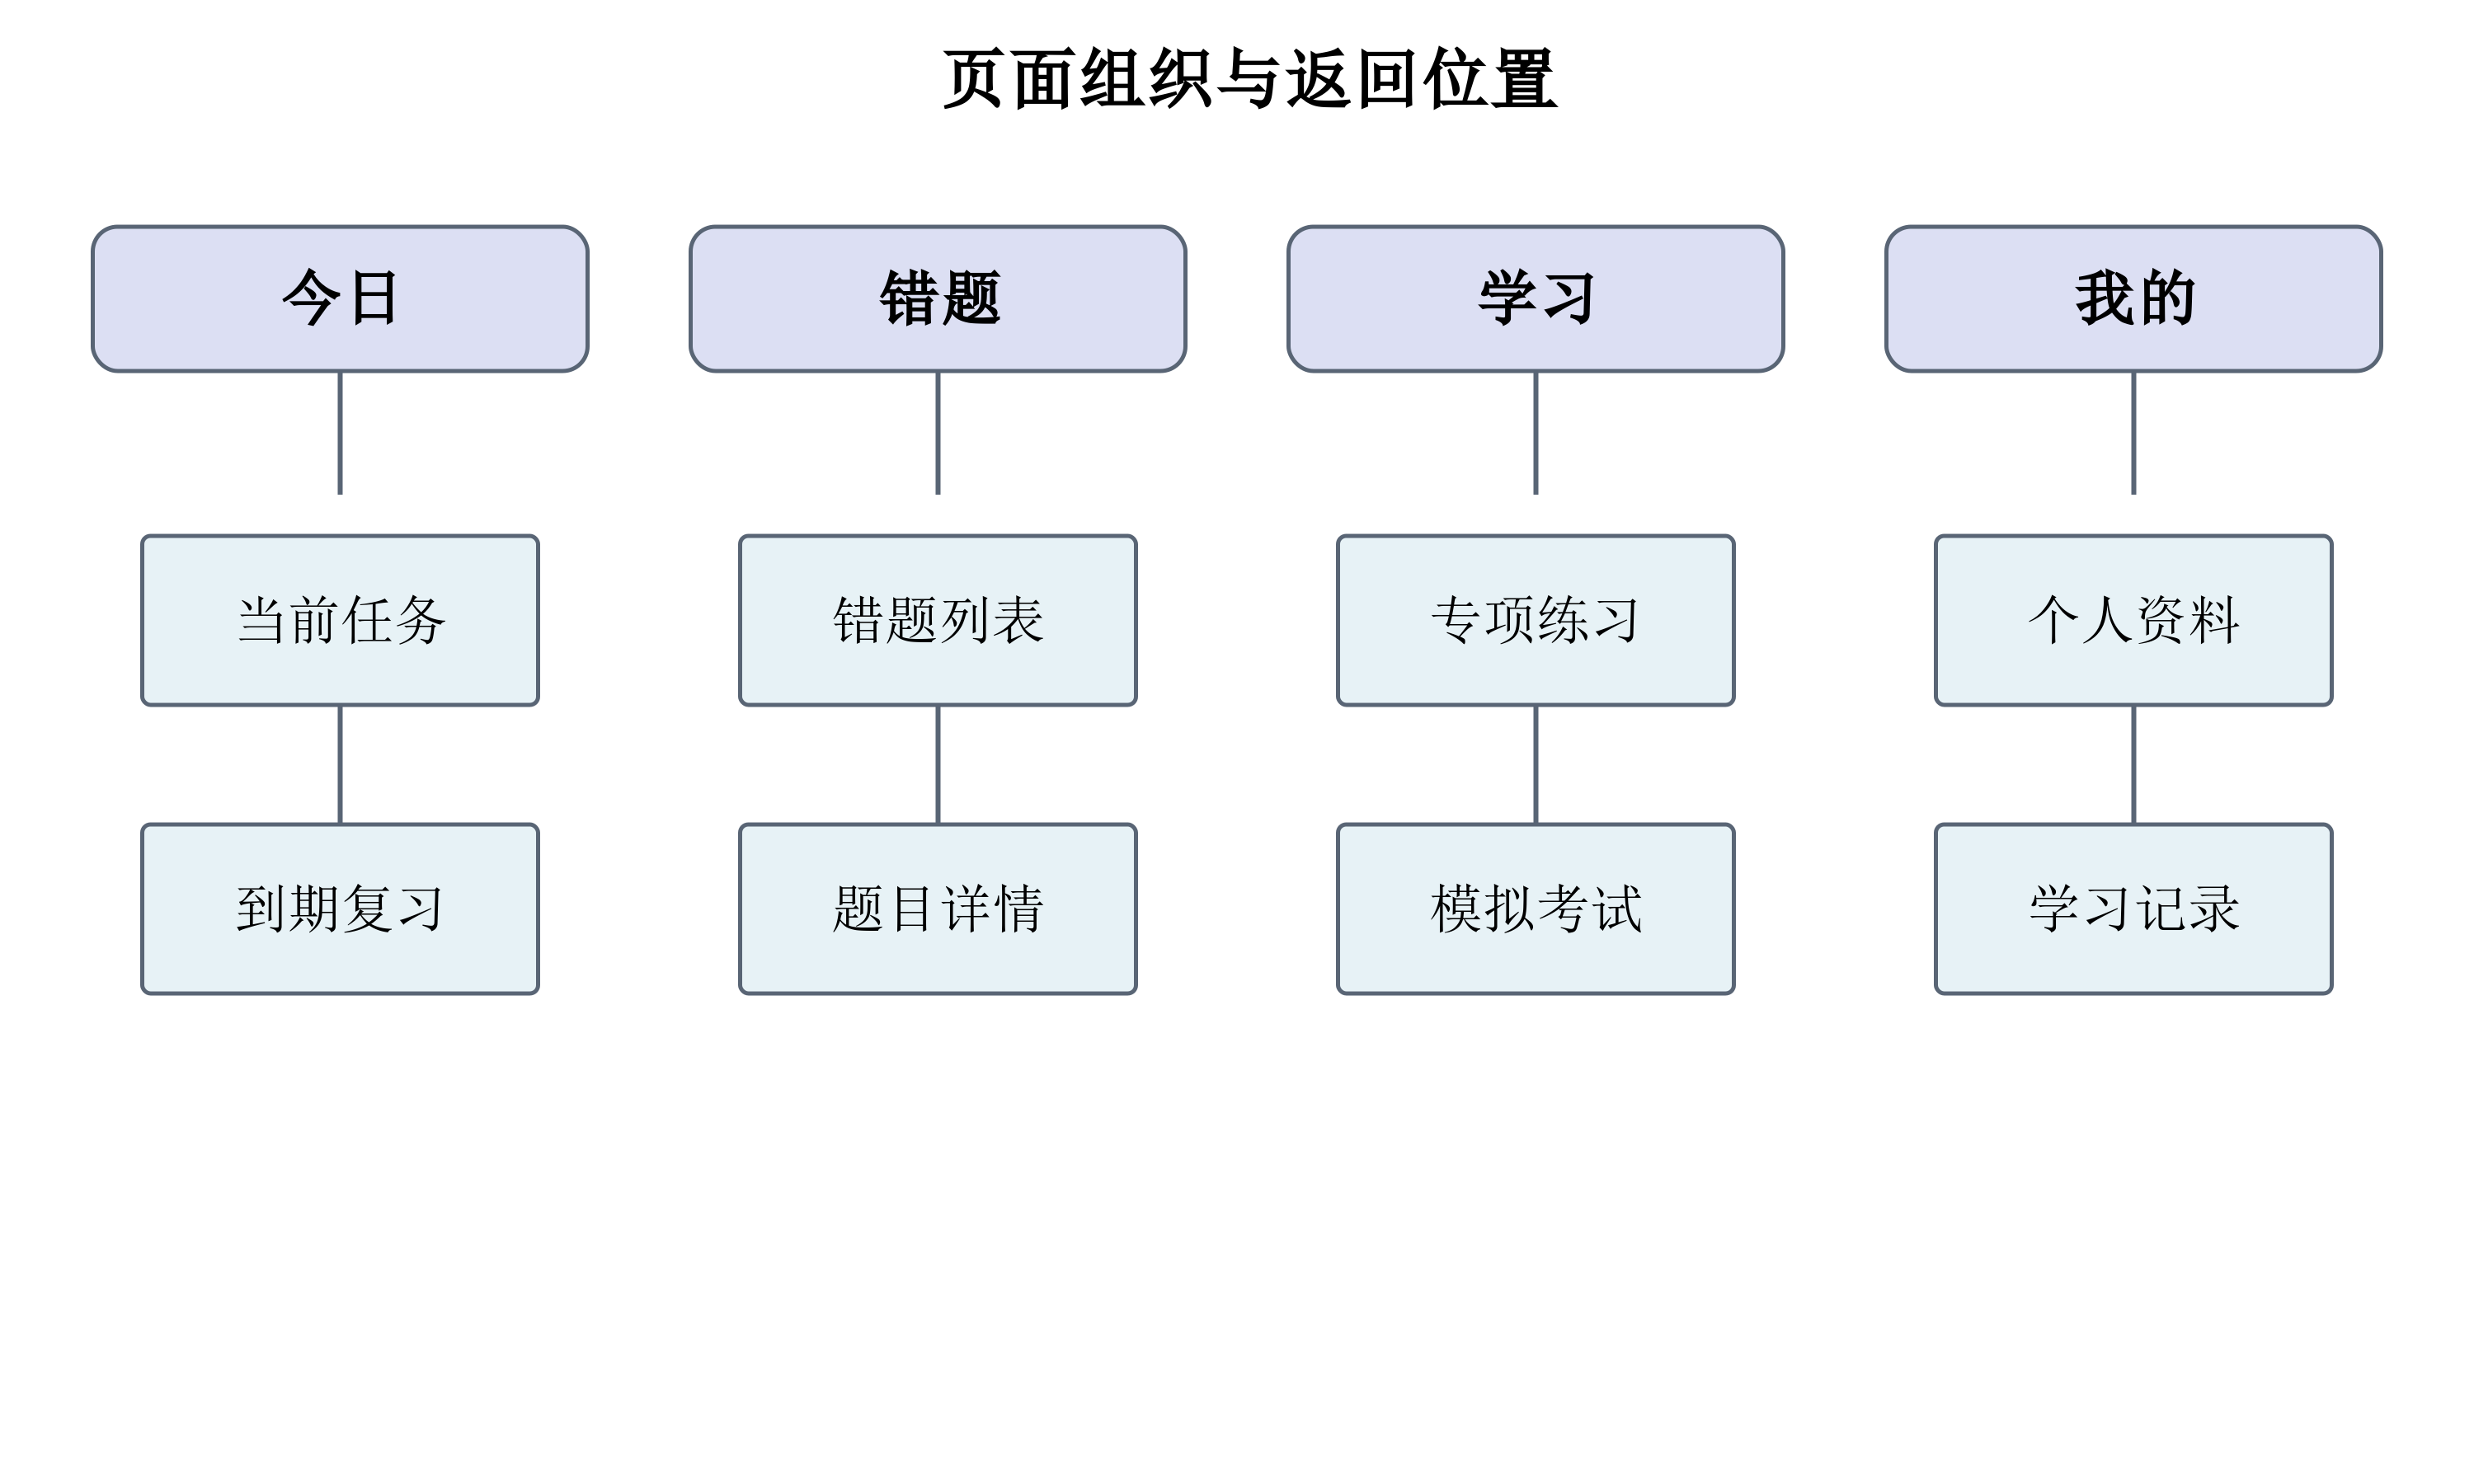 页面组织与返回位置
今日
错题
学习
我的
当前任务
错题列表
专项练习
个人资料
到期复习
题目详情
模拟考试
学习记录